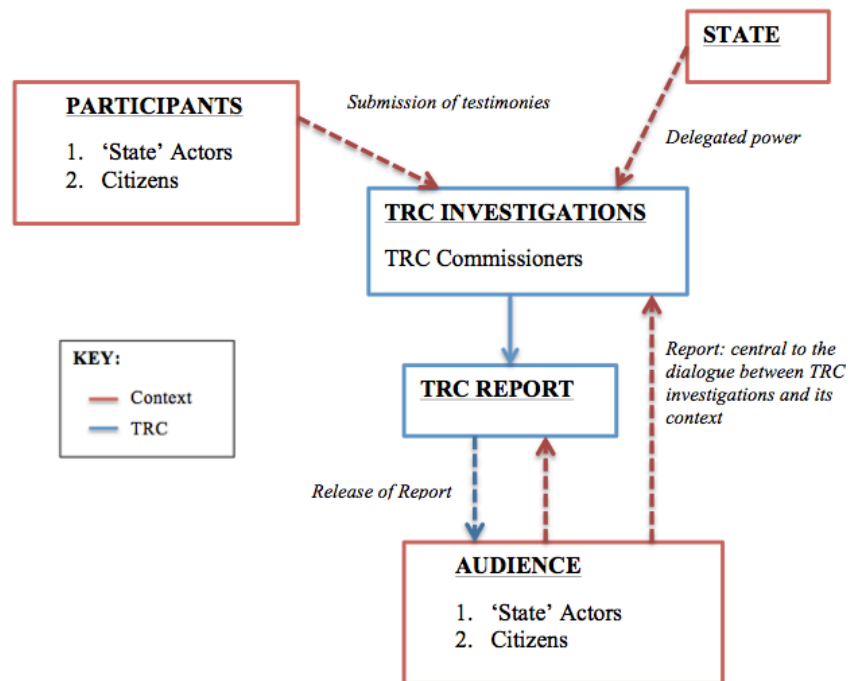 STATE
PARTICIPANTS
1. ‘State’ Actors
2. Citizens
Submission of testimonies
Delegated power
TRC INVESTIGATIONS
TRC Commissioners
KEY:
Context
TRC
Report: central to the
dialogue between TRC
investigations and its
context
TRC REPORT
Release of Report
AUDIENCE
1. ‘State’ Actors
2. Citizens